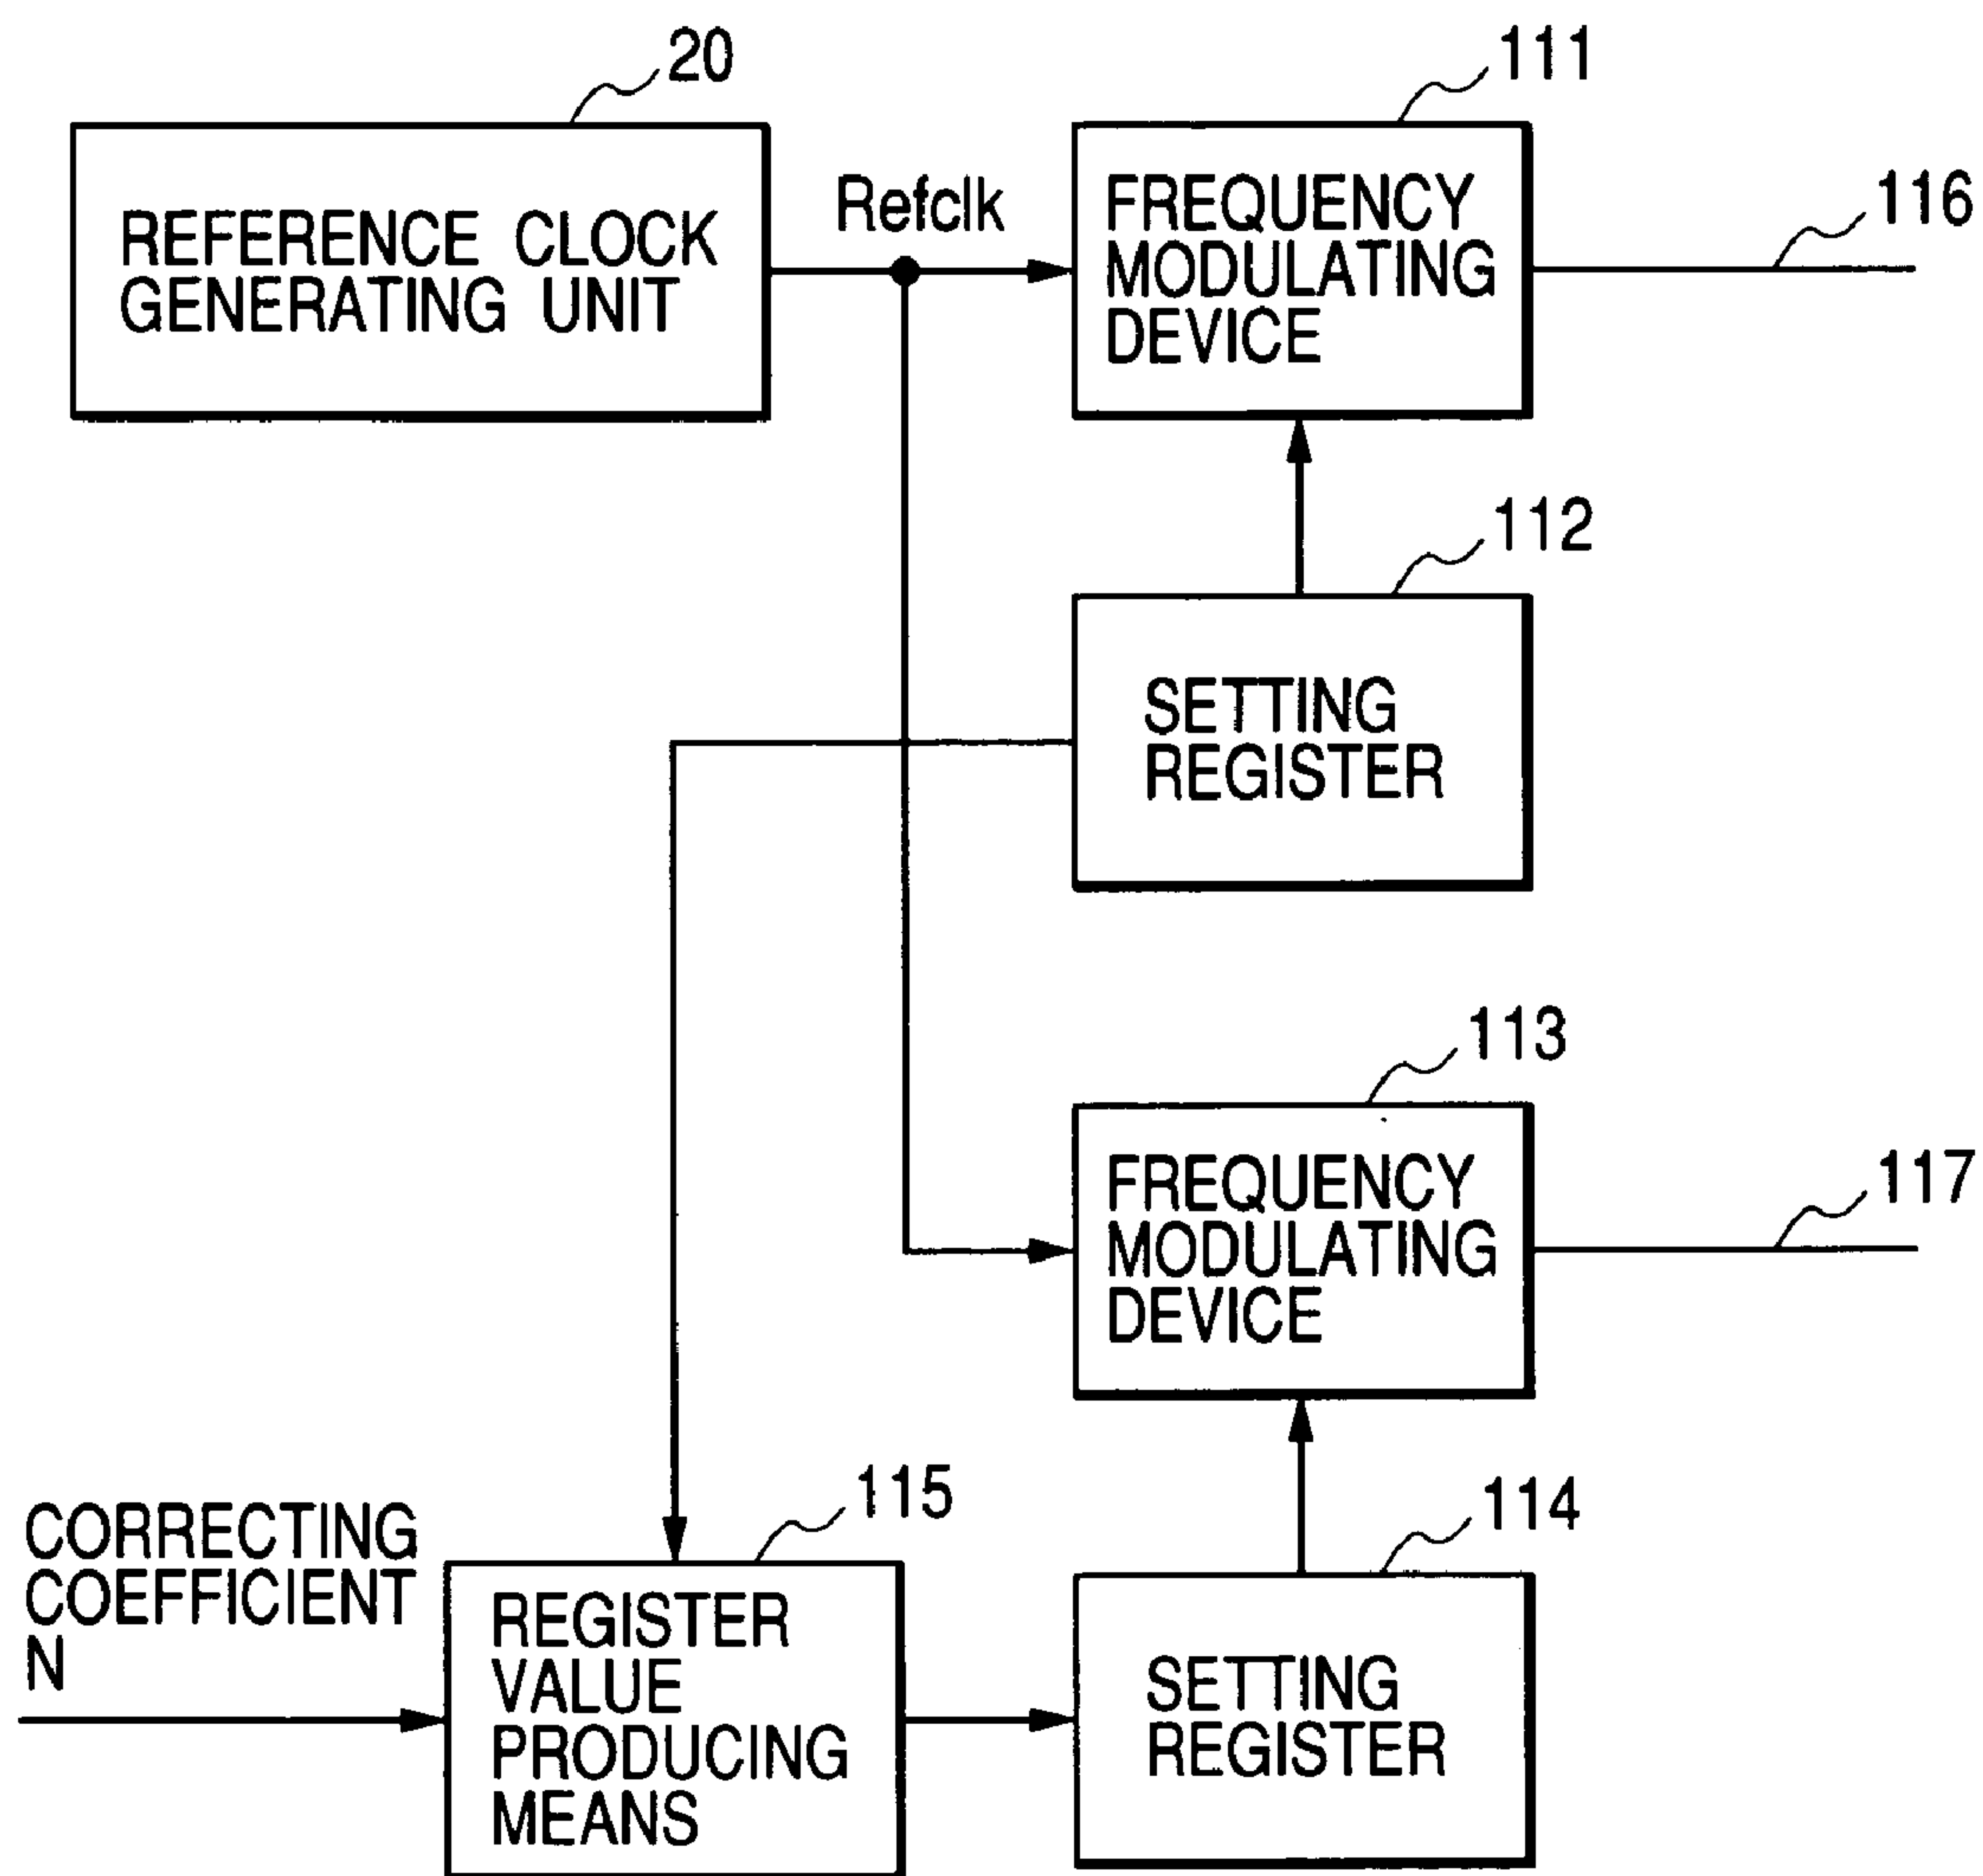 20
111
REFERENCE CLOCK
GENERATING UNIT
Refclk
FREQUENCY
MODULATING
DEVICE
116
112
SETTING
REGISTER
113
FREQUENCY
MODULATING
DEVICE
117
CORRECTING
COEFFICIENT
N
115
REGISTER
VALUE
PRODUCING
MEANS
114
SETTING
REGISTER